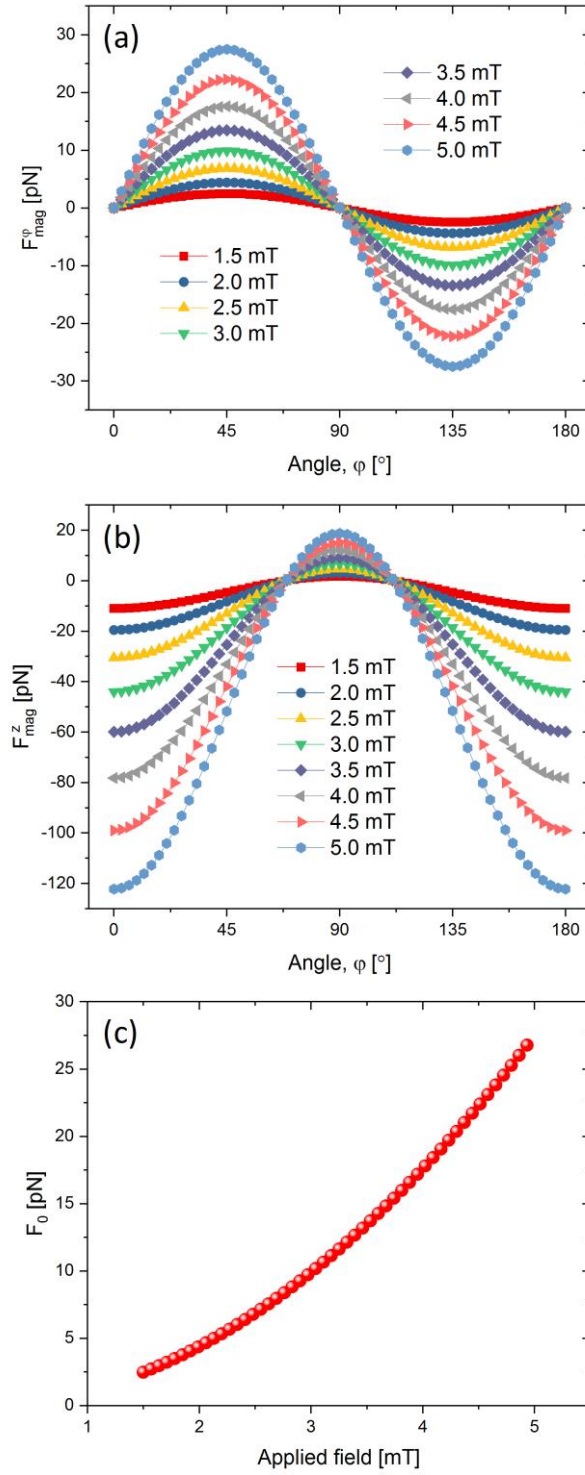 (a)
30
20
10
0
-10
-20
-30
F^φ_mag [pN]
3.5 mT
4.0 mT
4.5 mT
5.0 mT
1.5 mT
2.0 mT
2.5 mT
3.0 mT
0 45 90 135 180
Angle, φ [°]
(b)
20
0
-20
-40
-60
-80
-100
-120
F^z_mag [pN]
1.5 mT
2.0 mT
2.5 mT
3.0 mT
3.5 mT
4.0 mT
4.5 mT
5.0 mT
0 45 90 135 180
Angle, φ [°]
(c)
30
25
20
15
10
5
0
F_0 [pN]
1 2 3 4 5
Applied field [mT]